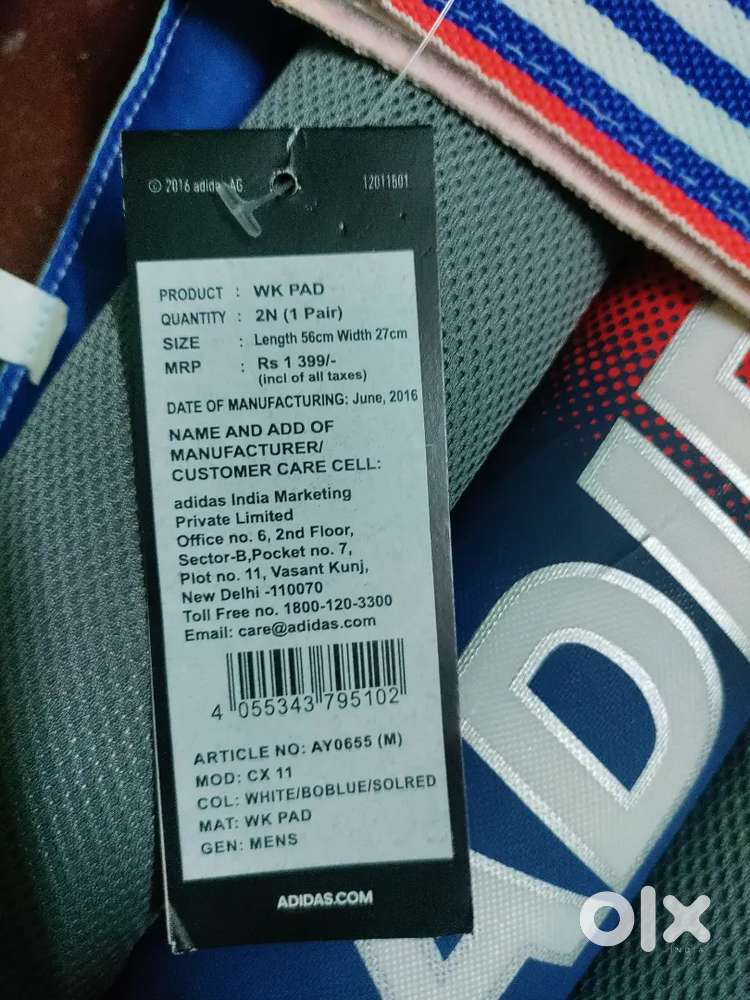 © 2016 adidas AG
12011601
PRODUCT : WK PAD
QUANTITY : 2N (1 Pair)
SIZE : Length 56cm Width 27cm
MRP : Rs 1 399/-
(incl of all taxes)
DATE OF MANUFACTURING: June, 2016
NAME AND ADD OF
MANUFACTURER/
CUSTOMER CARE CELL:
adidas India Marketing
Private Limited
Office no. 6, 2nd Floor,
Sector-B,Pocket no. 7,
Plot no. 11, Vasant Kunj,
New Delhi -110070
Toll Free no. 1800-120-3300
Email: care@adidas.com
4 055343 795102
ARTICLE NO: AY0655 (M)
MOD: CX 11
COL: WHITE/BOBLUE/SOLRED
MAT: WK PAD
GEN: MENS
ADIDAS.COM
ADI
olx
INDIA